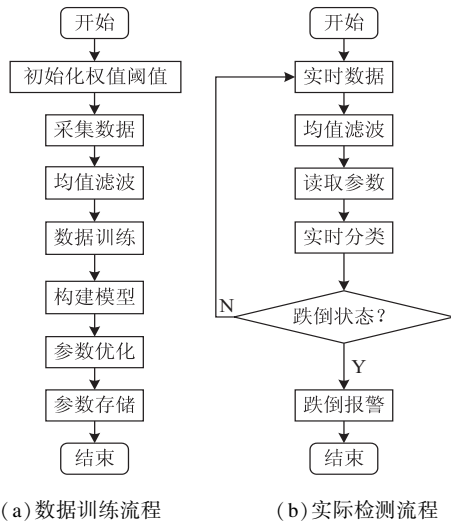 开始
初始化权值阈值
采集数据
均值滤波
数据训练
构建模型
参数优化
参数存储
结束
(a)数据训练流程
开始
实时数据
均值滤波
读取参数
实时分类
跌倒状态？
N
Y
跌倒报警
结束
(b)实际检测流程